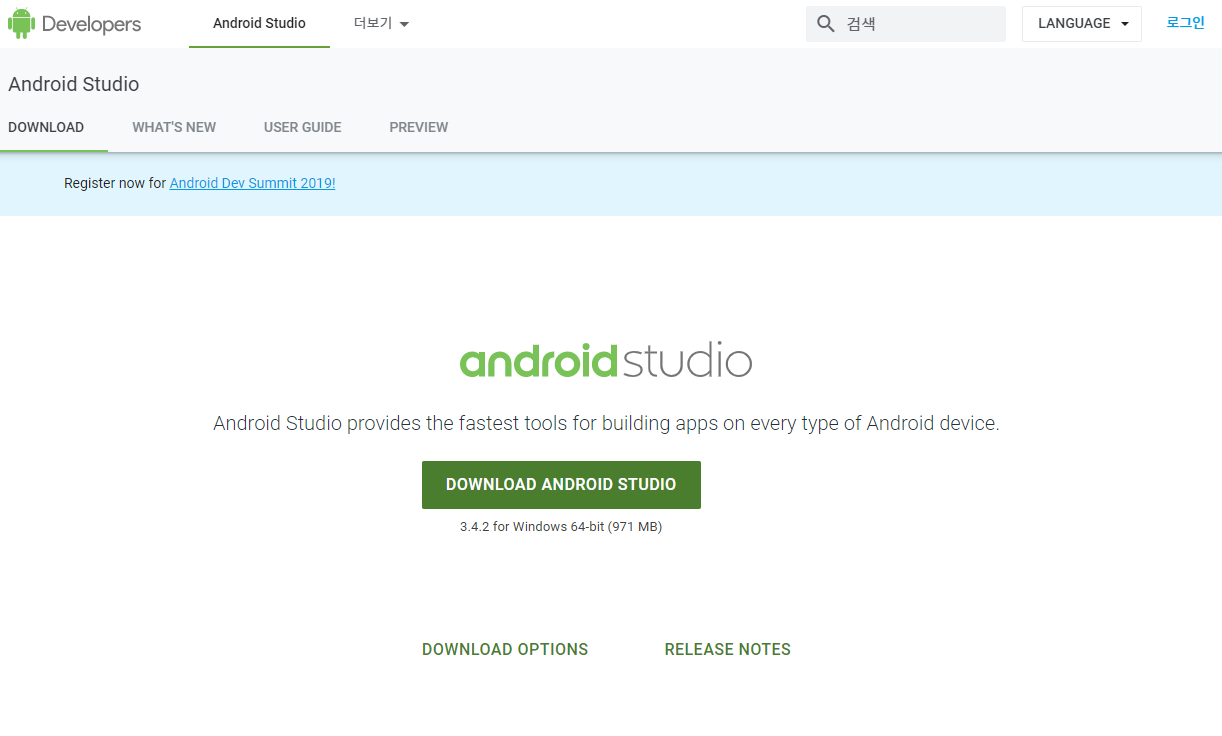 Developers Android Studio 더보기 검색 LANGUAGE 로그인
Android Studio
DOWNLOAD WHAT'S NEW USER GUIDE PREVIEW
Register now for Android Dev Summit 2019!
androidstudio
Android Studio provides the fastest tools for building apps on every type of Android device.
DOWNLOAD ANDROID STUDIO
3.4.2 for Windows 64-bit (971 MB)
DOWNLOAD OPTIONS RELEASE NOTES